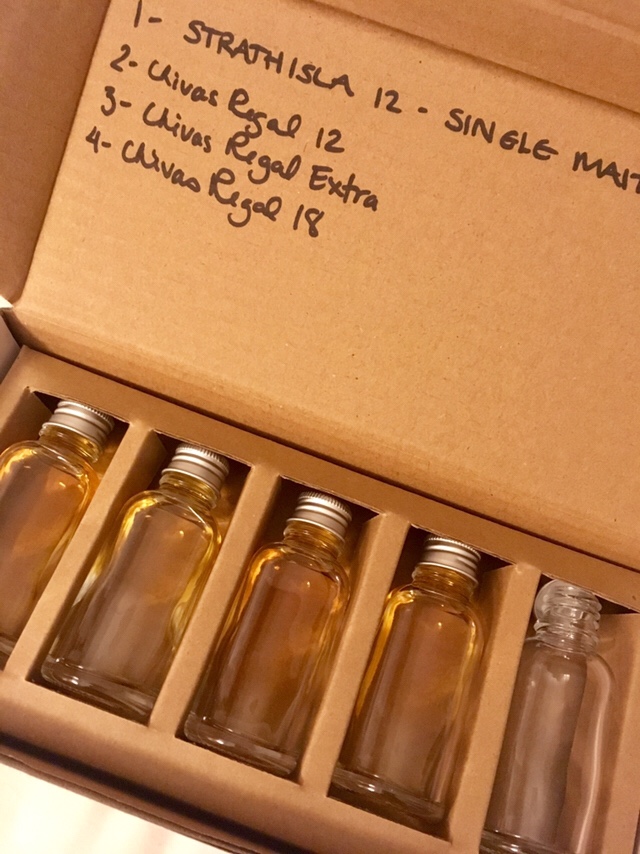 1- STRATHISLA 12 - SINGLE MALT
2- Chivas Regal 12
3- Chivas Regal Extra
4- Chivas Regal 18